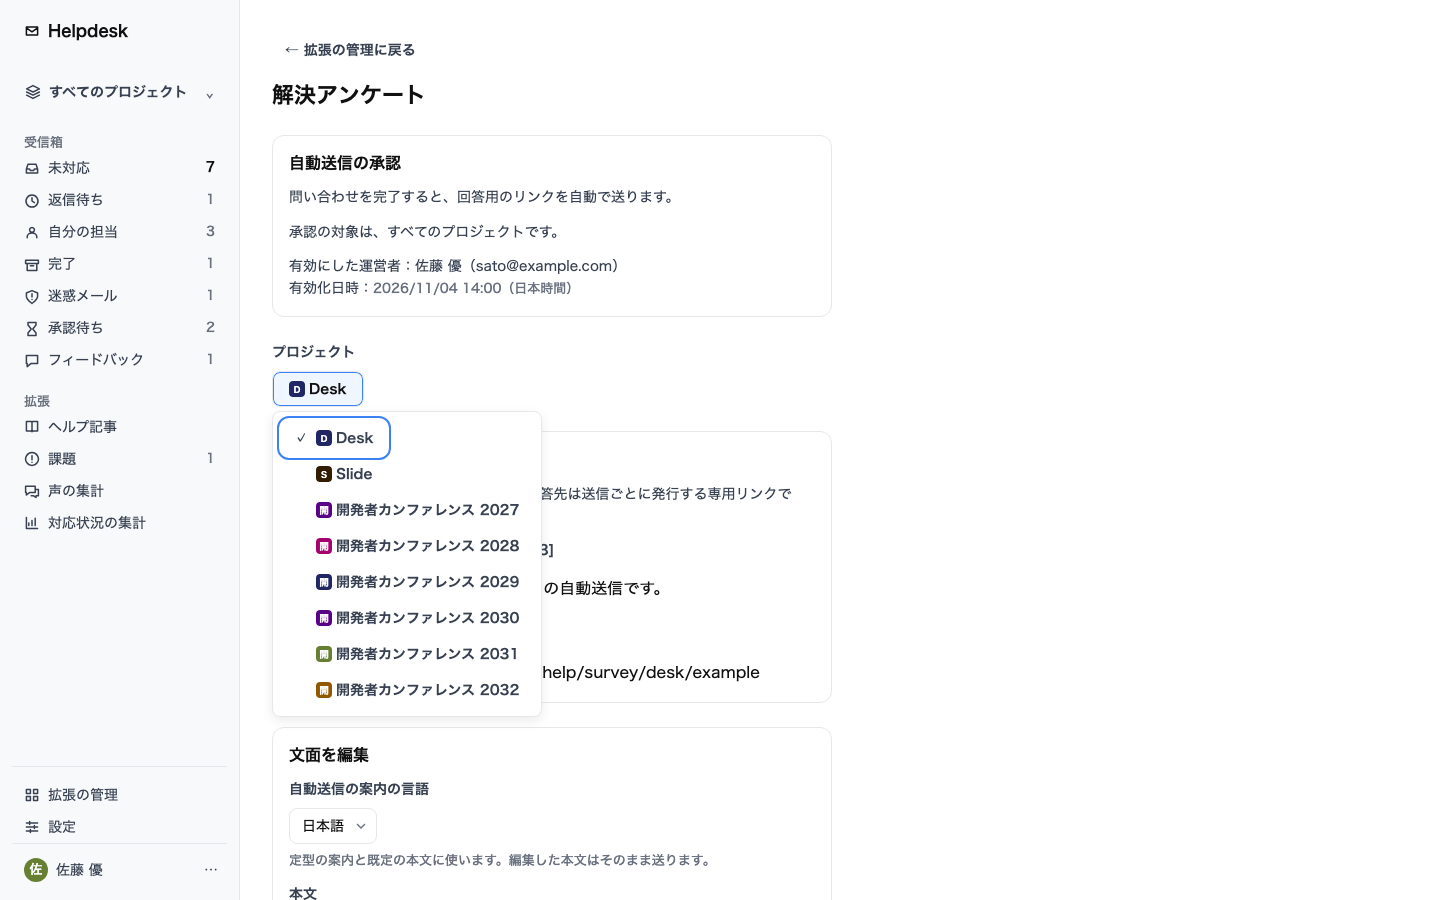 Helpdesk
すべてのプロジェクト
受信箱
未対応 7
返信待ち 1
自分の担当 3
完了 1
迷惑メール 1
承認待ち 2
フィードバック 1
拡張
ヘルプ記事
課題 1
声の集計
対応状況の集計
拡張の管理
設定
佐 佐藤 優 …
← 拡張の管理に戻る
解決アンケート
自動送信の承認
問い合わせを完了すると、回答用のリンクを自動で送ります。
承認の対象は、すべてのプロジェクトです。
有効にした運営者：佐藤 優（sato@example.com）
有効化日時：2026/11/04 14:00（日本時間）
プロジェクト
D Desk
✓ D Desk
S Slide
開 開発者カンファレンス 2027
開 開発者カンファレンス 2028
開 開発者カンファレンス 2029
開 開発者カンファレンス 2030
開 開発者カンファレンス 2031
開 開発者カンファレンス 2032
答先は送信ごとに発行する専用リンクで
]
の自動送信です。
help/survey/desk/example
文面を編集
自動送信の案内の言語
日本語
定型の案内と既定の本文に使います。編集した本文はそのまま送ります。
本文